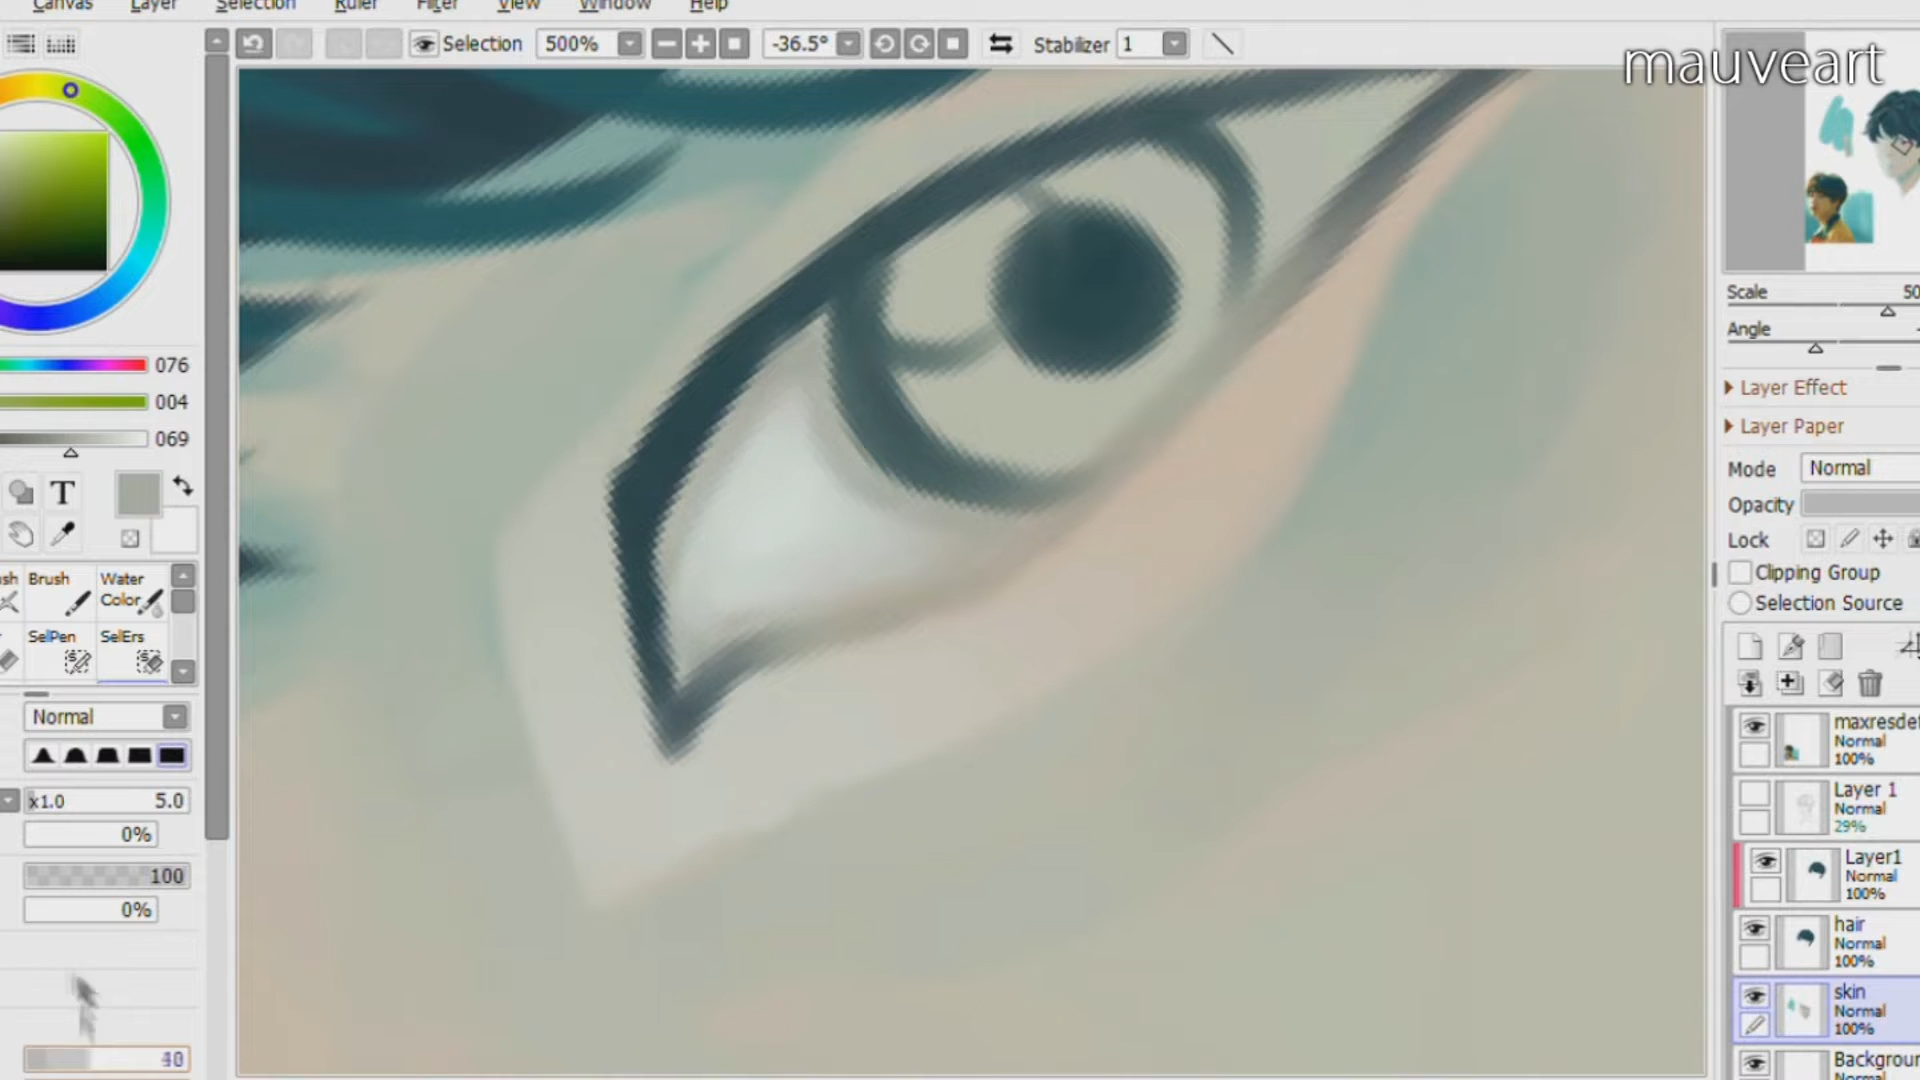 Canvas Layer Selection Ruler Filter View Window Help
Selection 500% -36.5° Stabilizer 1
mauveart
076
004
069
T
Brush
Water
Color
SelPen
SelErs
Normal
x1.0 5.0
0%
100
0%
Scale
Angle
Layer Effect
Layer Paper
Mode Normal
Opacity
Lock
Clipping Group
Selection Source
Normal
100%
Layer 1
Normal
29%
Layer1
Normal
100%
hair
Normal
100%
skin
Normal
100%